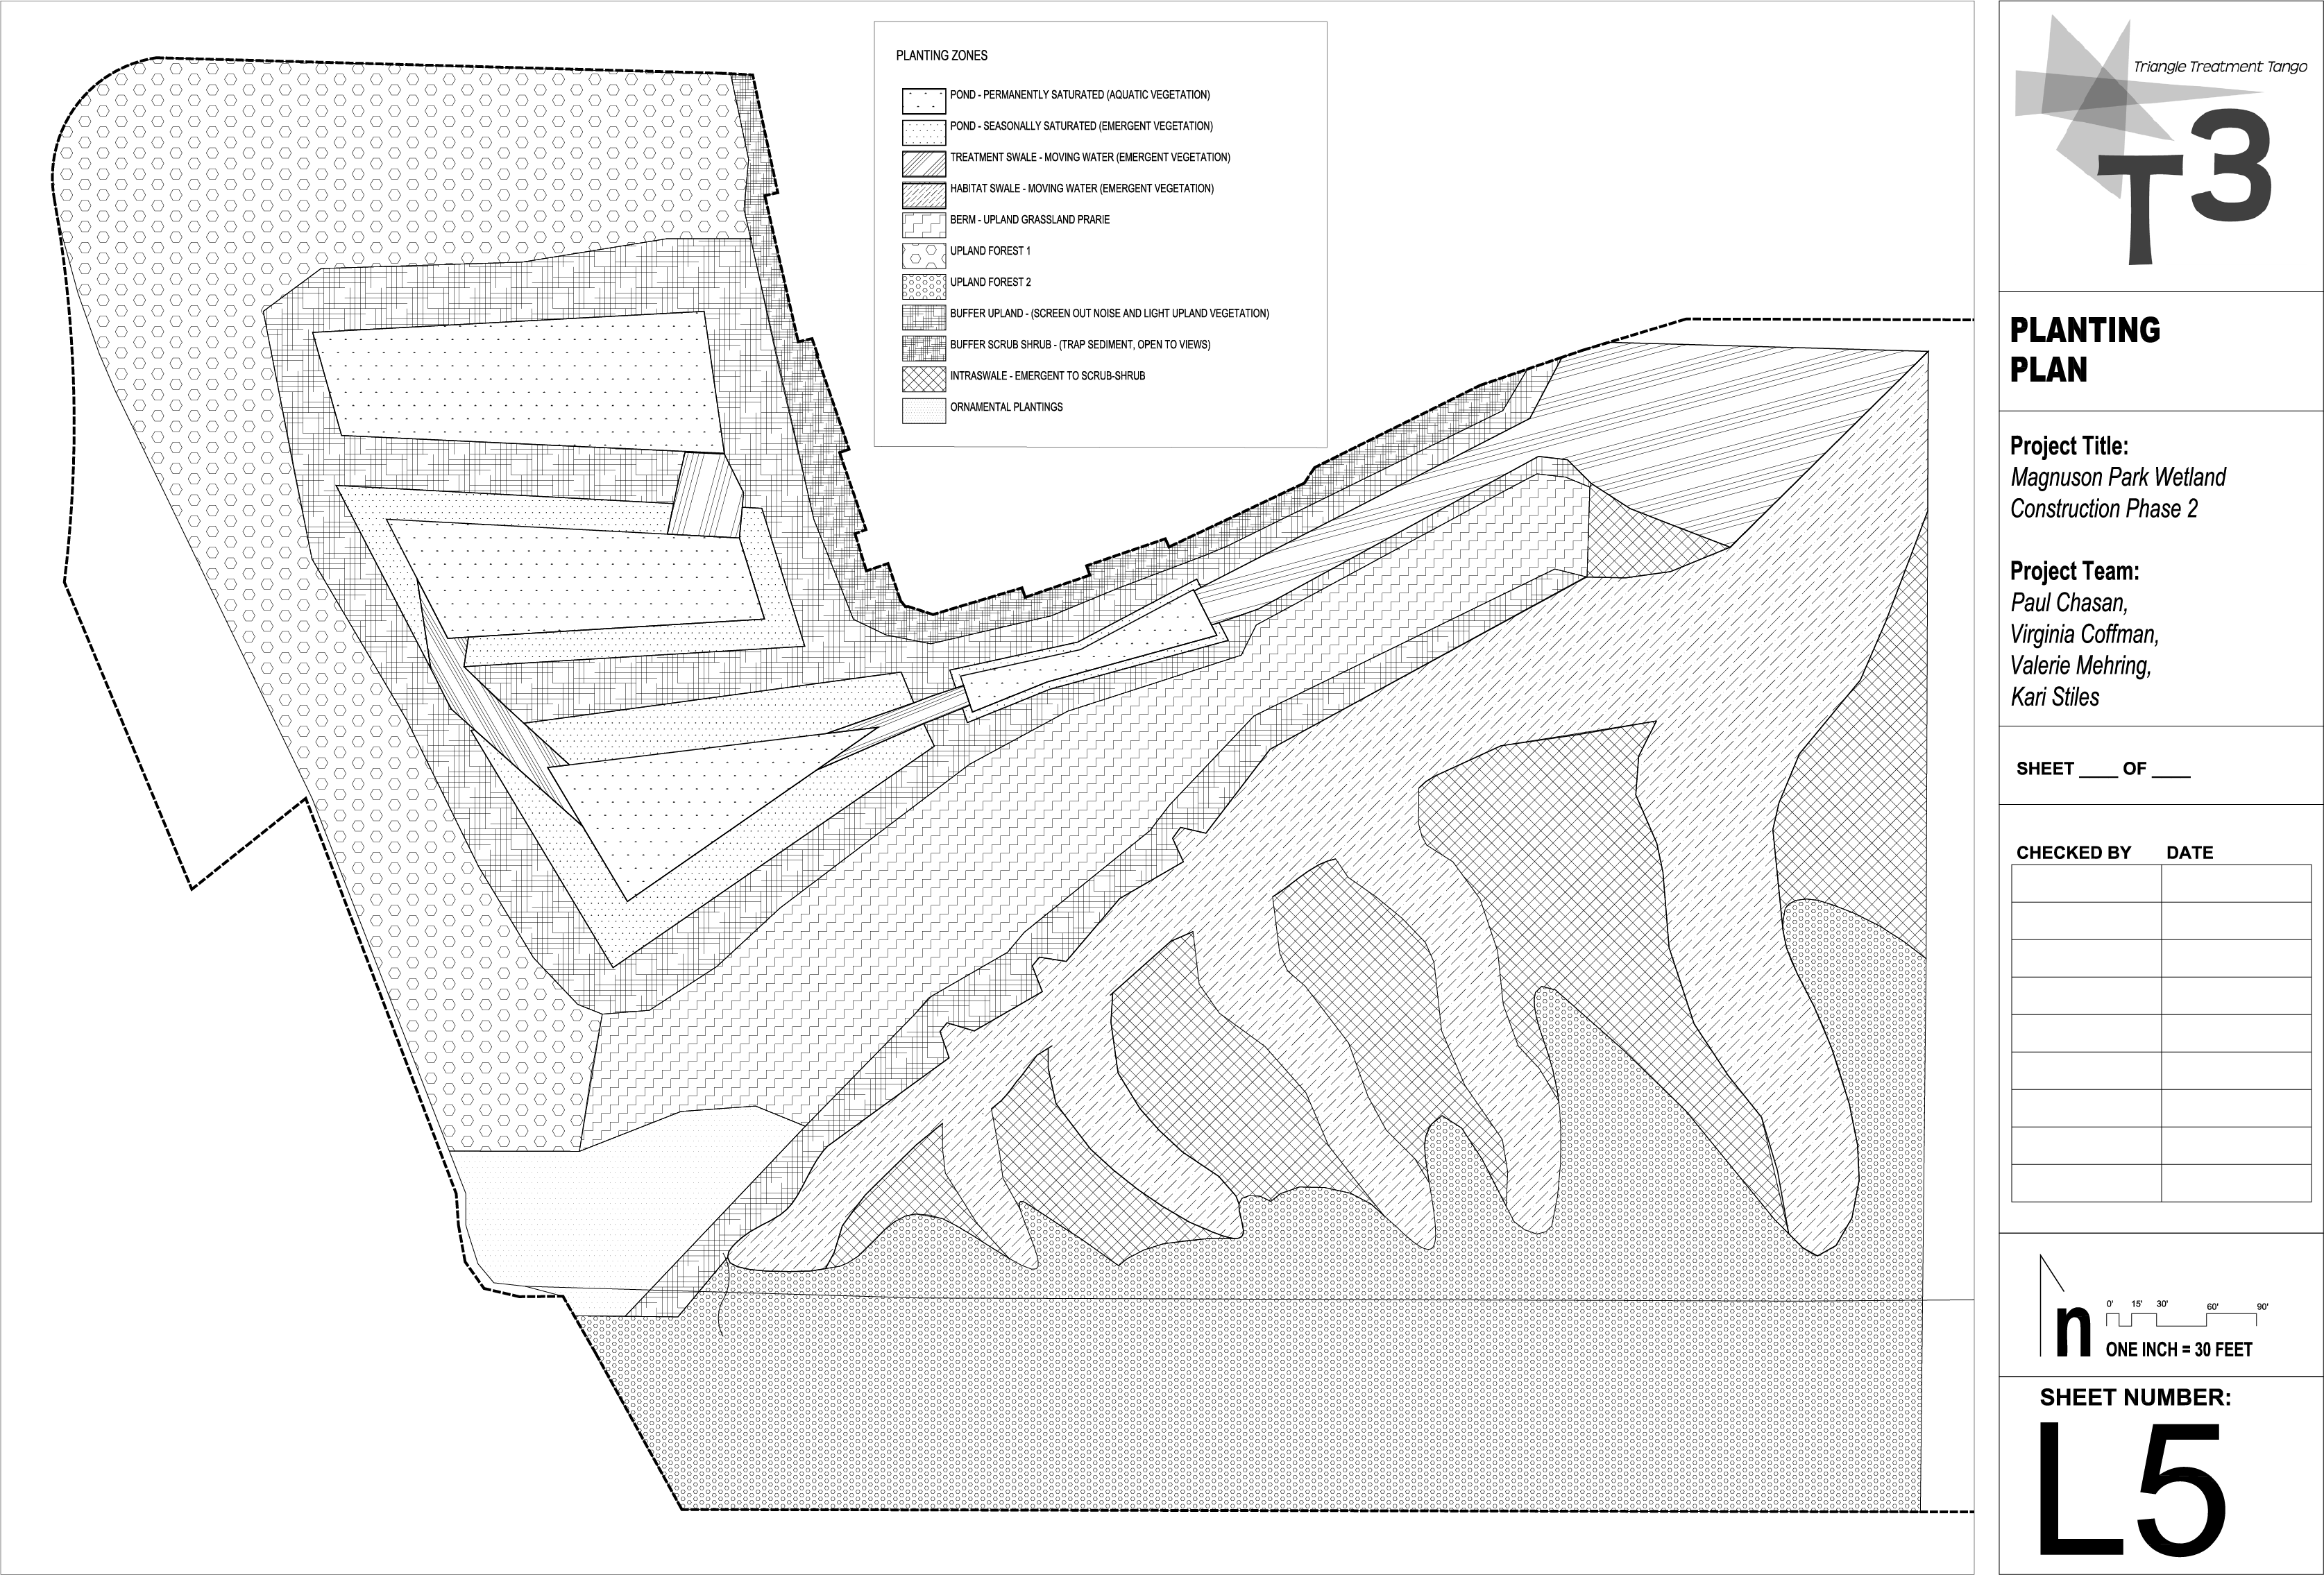 PLANTING ZONES
POND - PERMANENTLY SATURATED (AQUATIC VEGETATION)
POND - SEASONALLY SATURATED (EMERGENT VEGETATION)
TREATMENT SWALE - MOVING WATER (EMERGENT VEGETATION)
HABITAT SWALE - MOVING WATER (EMERGENT VEGETATION)
BERM - UPLAND GRASSLAND PRARIE
UPLAND FOREST 1
UPLAND FOREST 2
BUFFER UPLAND - (SCREEN OUT NOISE AND LIGHT UPLAND VEGETATION)
BUFFER SCRUB SHRUB - (TRAP SEDIMENT, OPEN TO VIEWS)
INTRASWALE - EMERGENT TO SCRUB-SHRUB
ORNAMENTAL PLANTINGS
Triangle Treatment Tango
T3
PLANTING
PLAN
Project Title:
Magnuson Park Wetland
Construction Phase 2
Project Team:
Paul Chasan,
Virginia Coffman,
Valerie Mehring,
Kari Stiles
SHEET ____ OF ____
CHECKED BY DATE
n
0' 15' 30' 60' 90'
ONE INCH = 30 FEET
SHEET NUMBER:
L5